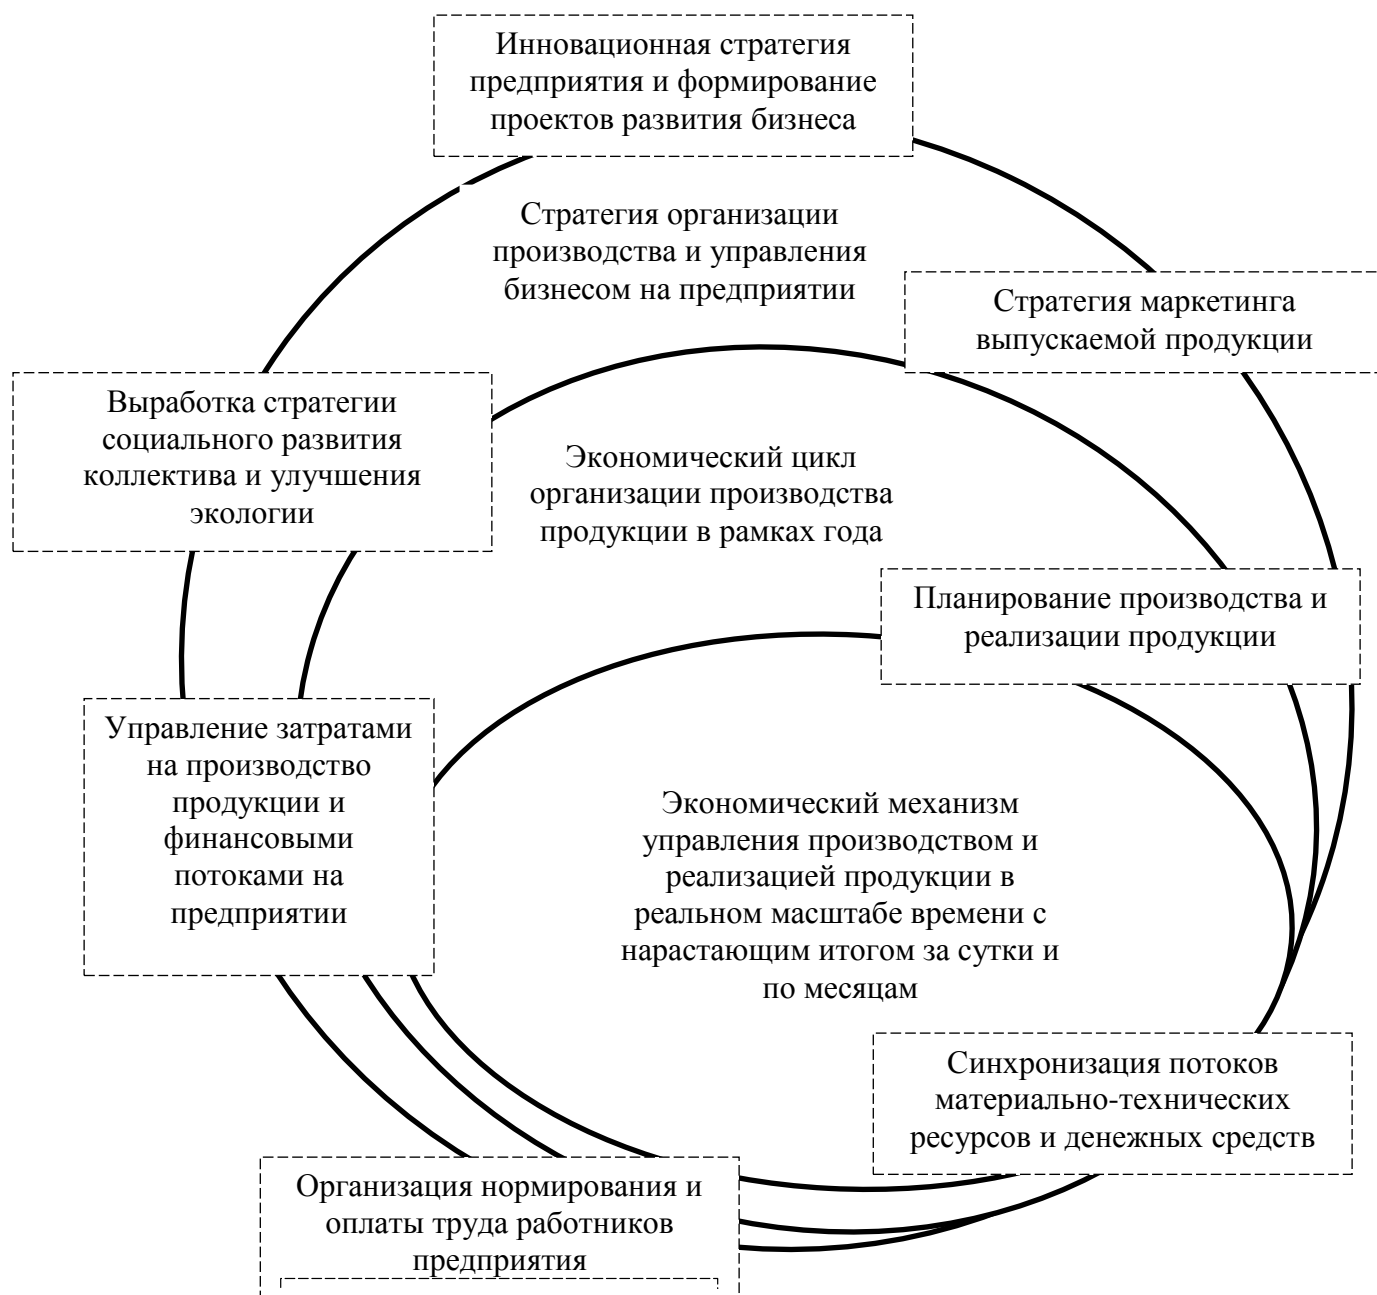 Инновационная стратегия
предприятия и формирование
проектов развития бизнеса
Стратегия организации
производства и управления
бизнесом на предприятии
Стратегия маркетинга
выпускаемой продукции
Выработка стратегии
социального развития
коллектива и улучшения
экологии
Экономический цикл
организации производства
продукции в рамках года
Планирование производства и
реализации продукции
Управление затратами
на производство
продукции и
финансовыми
потоками на
предприятии
Экономический механизм
управления производством и
реализацией продукции в
реальном масштабе времени с
нарастающим итогом за сутки и
по месяцам
Синхронизация потоков
материально-технических
ресурсов и денежных средств
Организация нормирования и
оплаты труда работников
предприятия